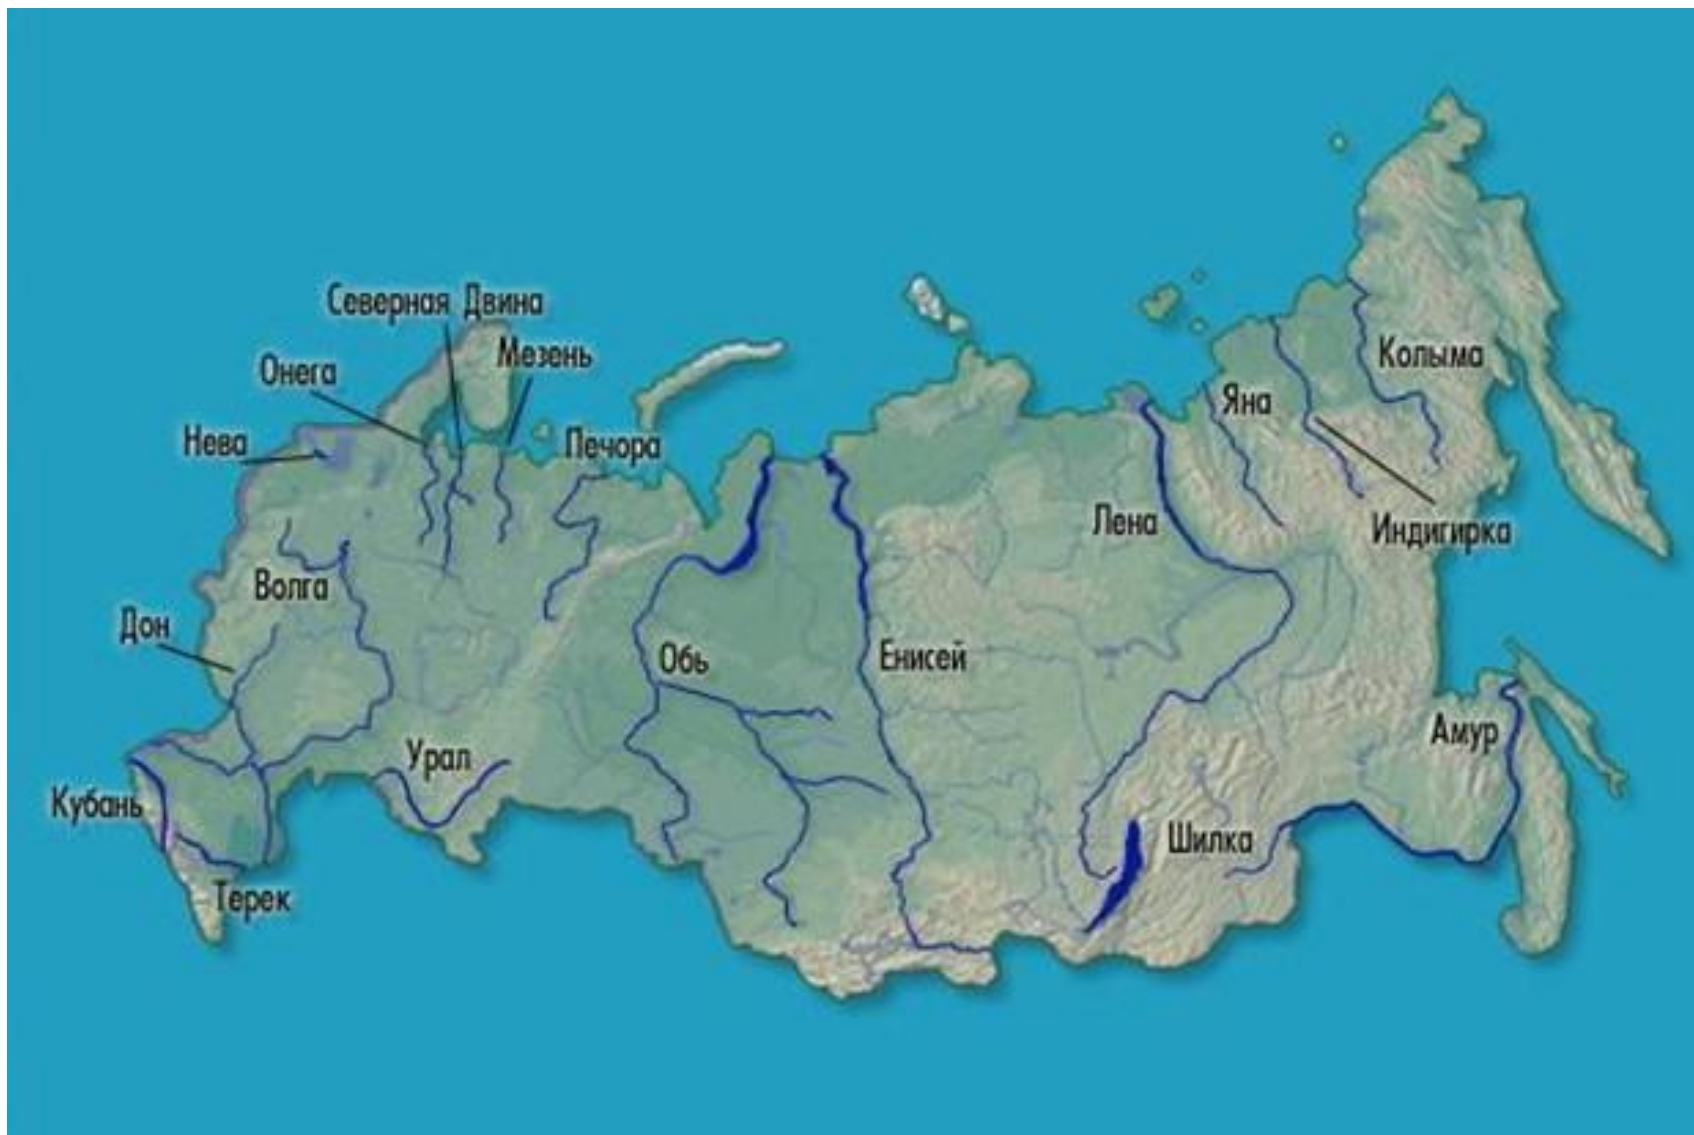 Северная Двина
Мезень
Онега
Нева
Печора
Колыма
Яна
Лена
Индигирка
Волга
Дон
Обь
Енисей
Урал
Амур
Кубань
Шилка
Терек